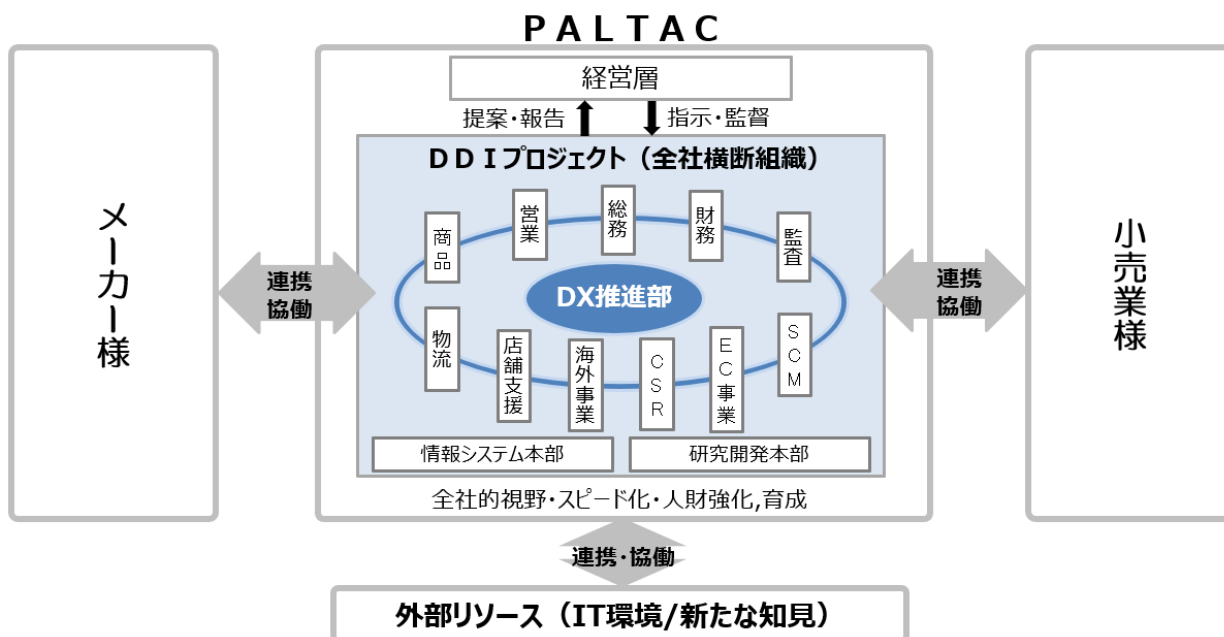 ＰＡＬＴＡＣ
経営層
提案・報告
指示・監督
ＤＤＩプロジェクト（全社横断組織）
商品
営業
総務
財務
監査
DX推進部
物流
店舗支援
海外事業
ＣＳＲ
ＥＣ事業
ＳＣＭ
情報システム本部
研究開発本部
全社的視野・スピード化・人財強化,育成
メーカー様
連携
協働
連携
協働
小売業様
連携・協働
外部リソース（IT環境/新たな知見）